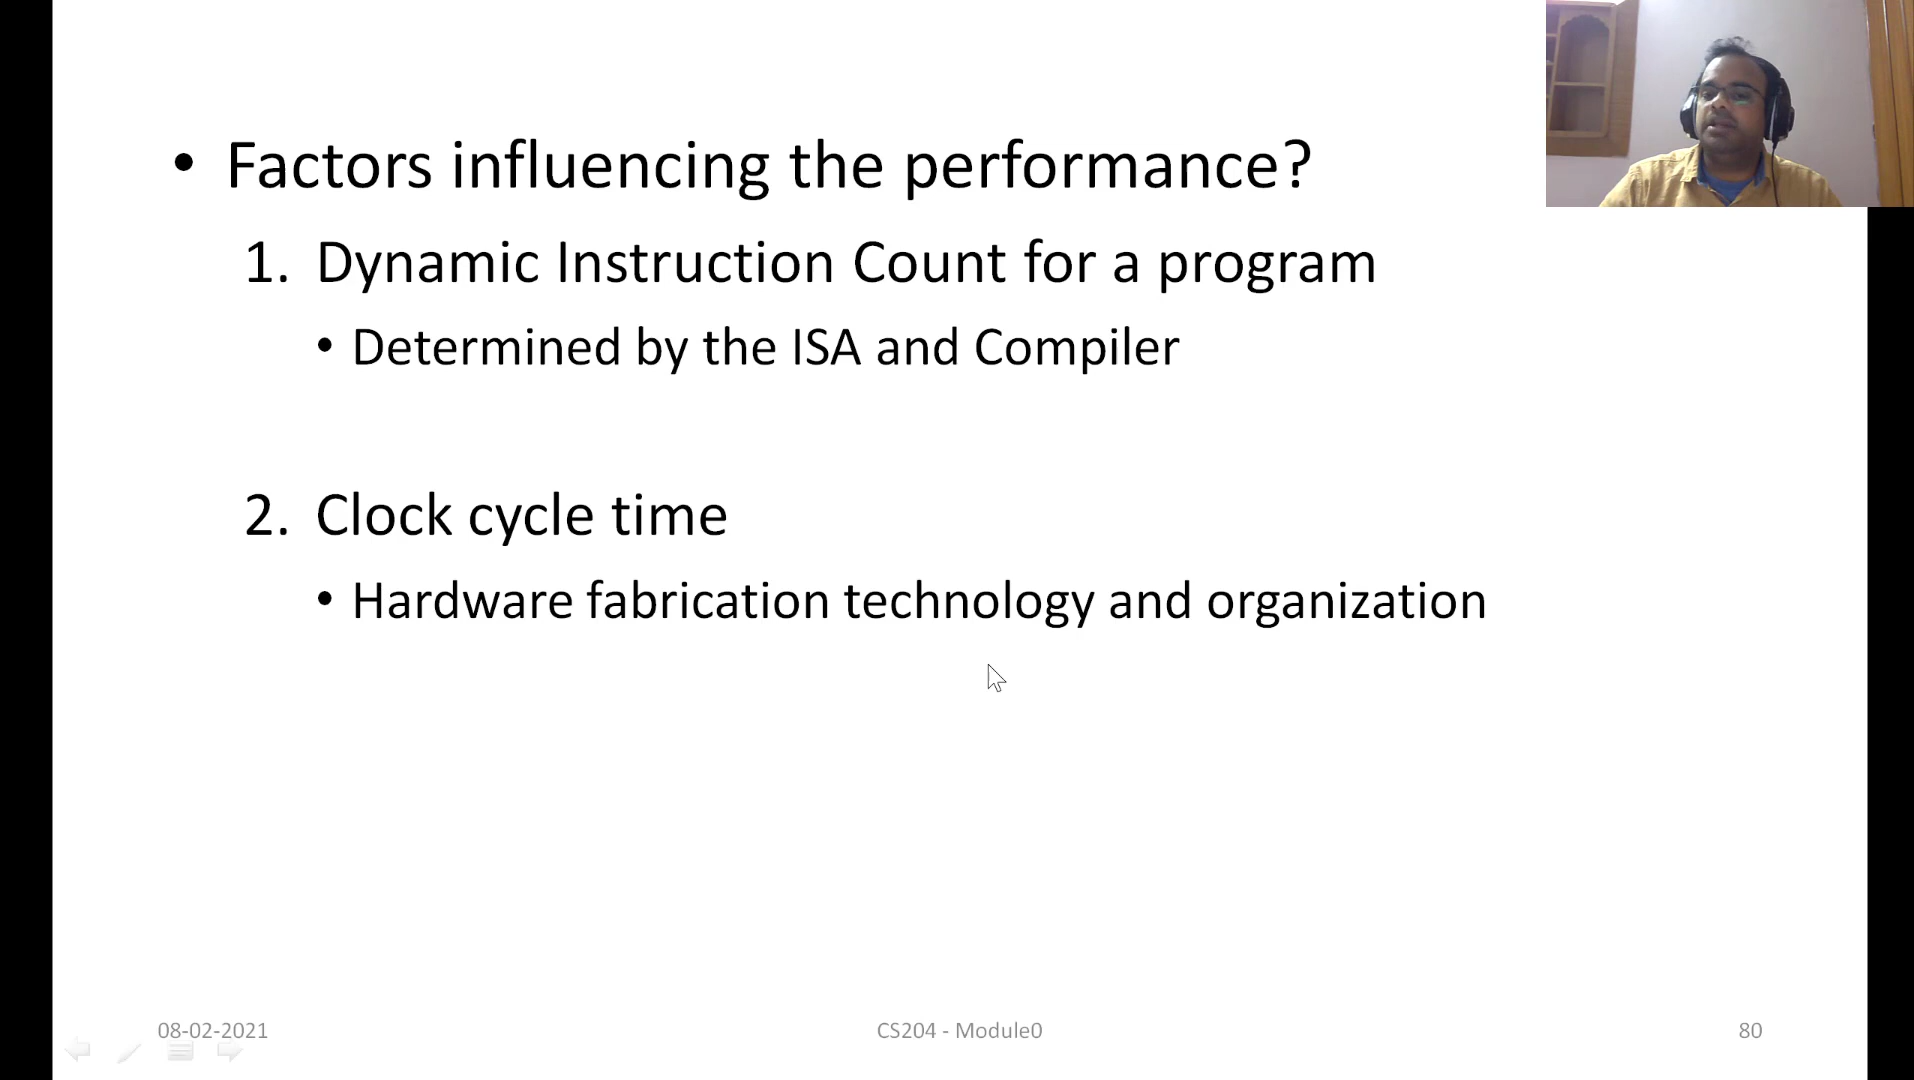 • Factors influencing the performance?
1. Dynamic Instruction Count for a program
• Determined by the ISA and Compiler
2. Clock cycle time
• Hardware fabrication technology and organization
08-02-2021
CS204 - Module0
80